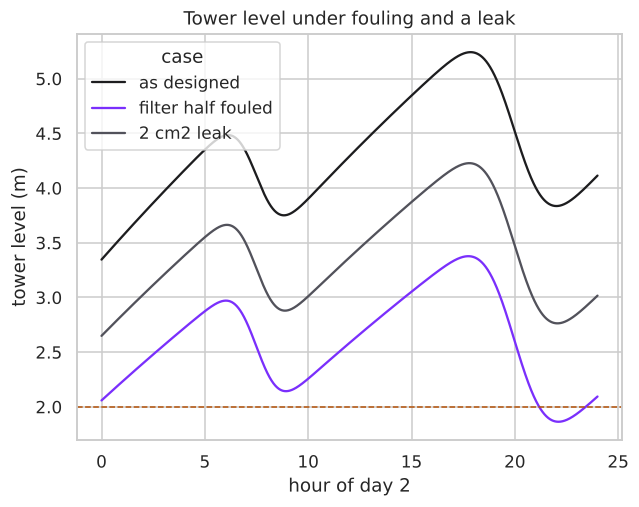 Tower level under fouling and a leak
case
as designed
filter half fouled
2 cm2 leak
tower level (m)
5.0
4.5
4.0
3.5
3.0
2.5
2.0
0 5 10 15 20 25
hour of day 2